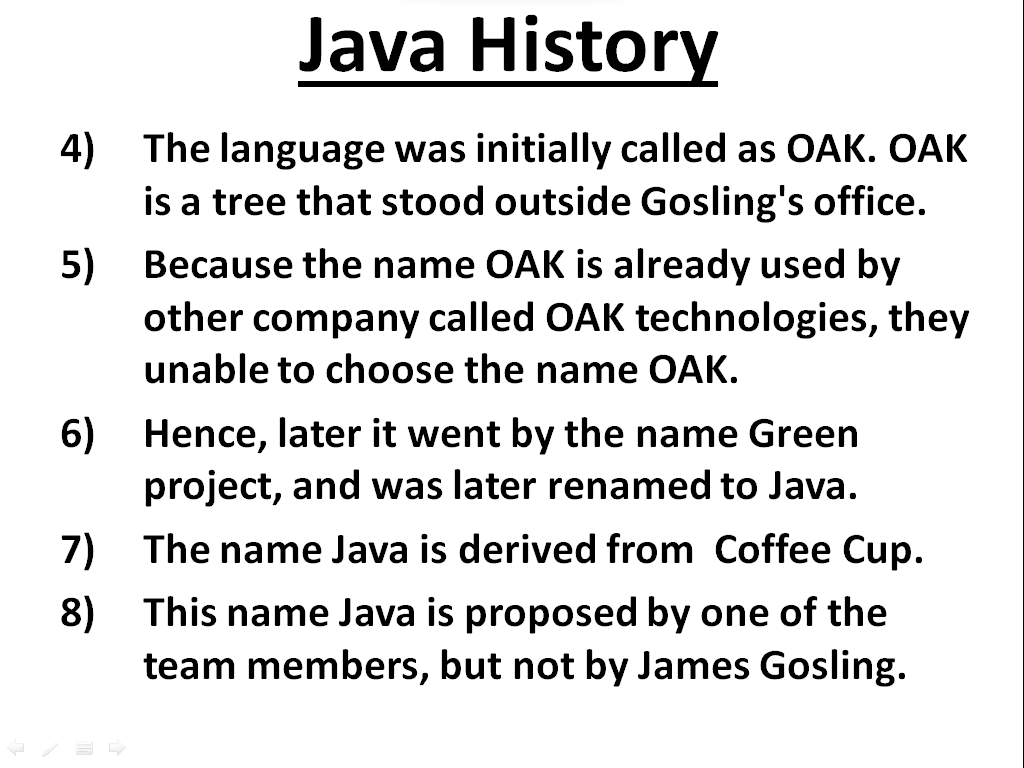 Java History
4) The language was initially called as OAK. OAK
is a tree that stood outside Gosling's office.
5) Because the name OAK is already used by
other company called OAK technologies, they
unable to choose the name OAK.
6) Hence, later it went by the name Green
project, and was later renamed to Java.
7) The name Java is derived from  Coffee Cup.
8) This name Java is proposed by one of the
team members, but not by James Gosling.